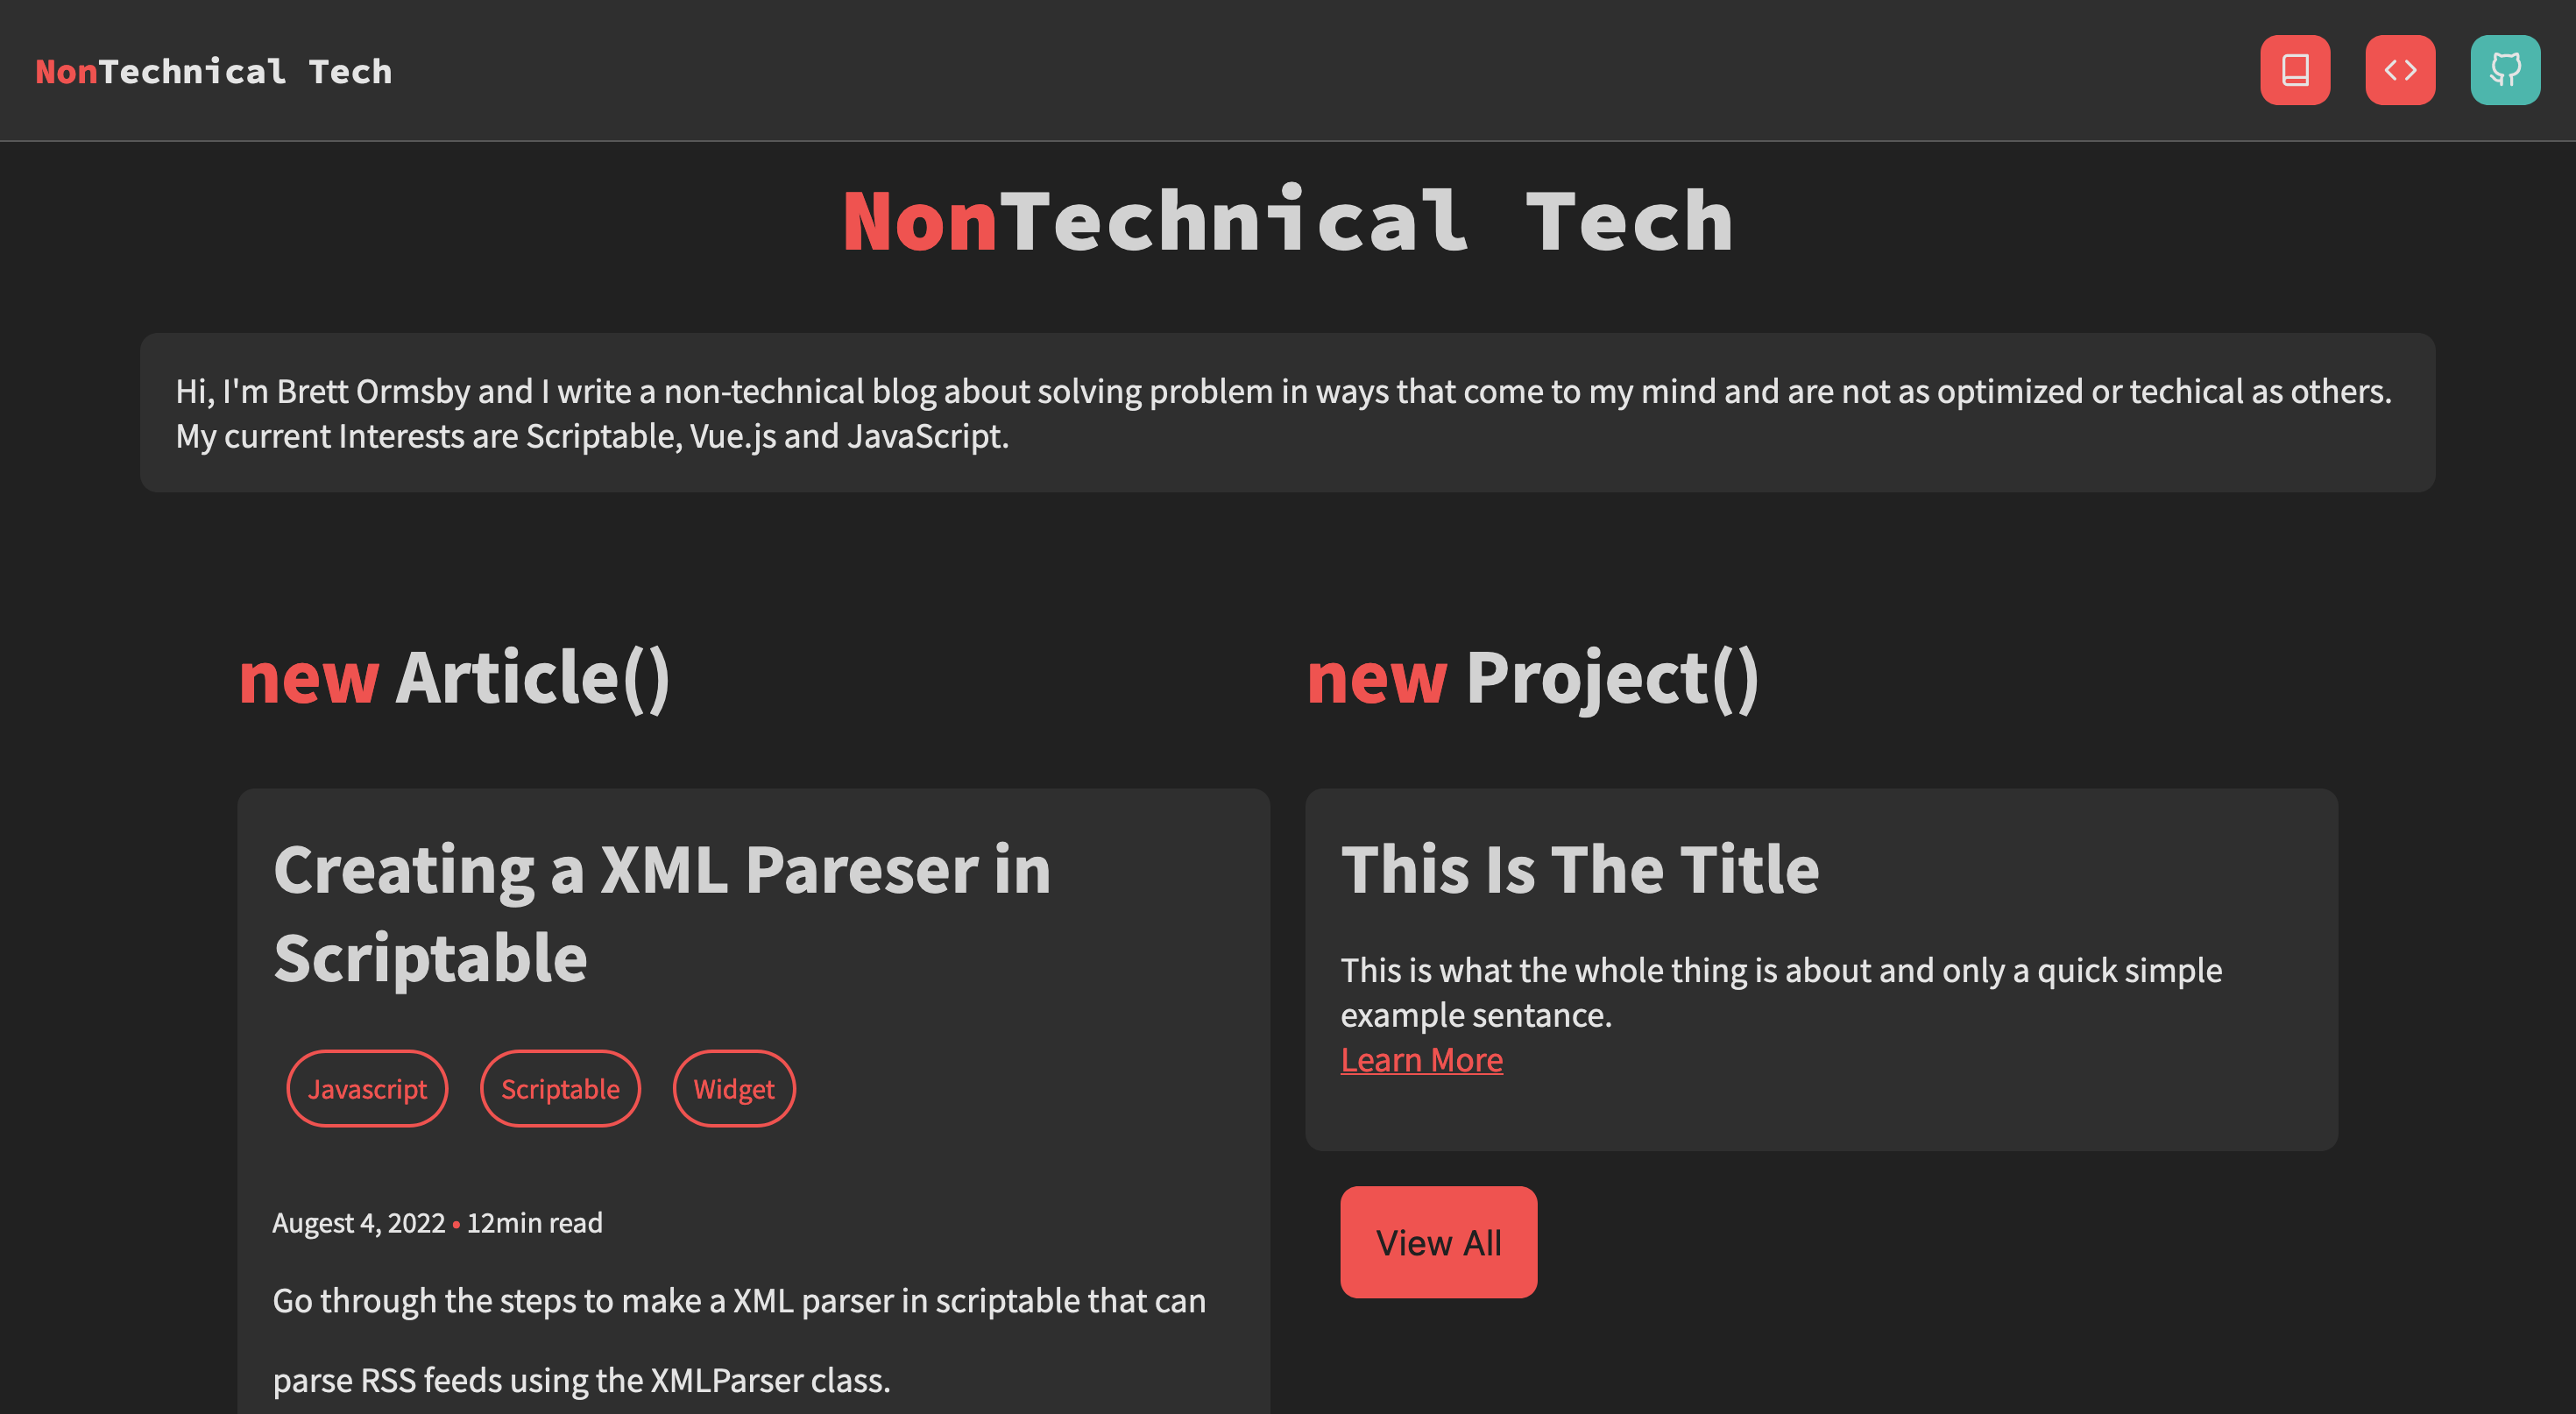 NonTechnical Tech
NonTechnical Tech
Hi, I'm Brett Ormsby and I write a non-technical blog about solving problem in ways that come to my mind and are not as optimized or techical as others.
My current Interests are Scriptable, Vue.js and JavaScript.
new Article()
Creating a XML Pareser in
Scriptable
Javascript
Scriptable
Widget
Augest 4, 2022 • 12min read
Go through the steps to make a XML parser in scriptable that can
parse RSS feeds using the XMLParser class.
new Project()
This Is The Title
This is what the whole thing is about and only a quick simple
example sentance.
Learn More
View All